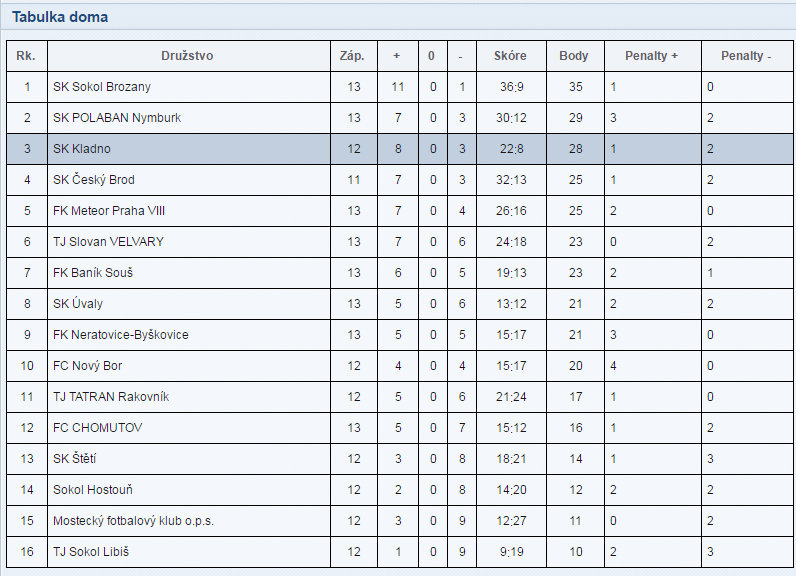 Tabulka doma
Rk. Družstvo Záp. + 0 - Skóre Body Penalty + Penalty -
1 SK Sokol Brozany 13 11 0 1 36:9 35 1 0
2 SK POLABAN Nymburk 13 7 0 3 30:12 29 3 2
3 SK Kladno 12 8 0 3 22:8 28 1 2
4 SK Český Brod 11 7 0 3 32:13 25 1 2
5 FK Meteor Praha VIII 13 7 0 4 26:16 25 2 0
6 TJ Slovan VELVARY 13 7 0 6 24:18 23 0 2
7 FK Baník Souš 13 6 0 5 19:13 23 2 1
8 SK Úvaly 13 5 0 6 13:12 21 2 2
9 FK Neratovice-Byškovice 13 5 0 5 15:17 21 3 0
10 FC Nový Bor 12 4 0 4 15:17 20 4 0
11 TJ TATRAN Rakovník 12 5 0 6 21:24 17 1 0
12 FC CHOMUTOV 13 5 0 7 15:12 16 1 2
13 SK Štětí 12 3 0 8 18:21 14 1 3
14 Sokol Hostouň 12 2 0 8 14:20 12 2 2
15 Mostecký fotbalový klub o.p.s. 12 3 0 9 12:27 11 0 2
16 TJ Sokol Libiš 12 1 0 9 9:19 10 2 3